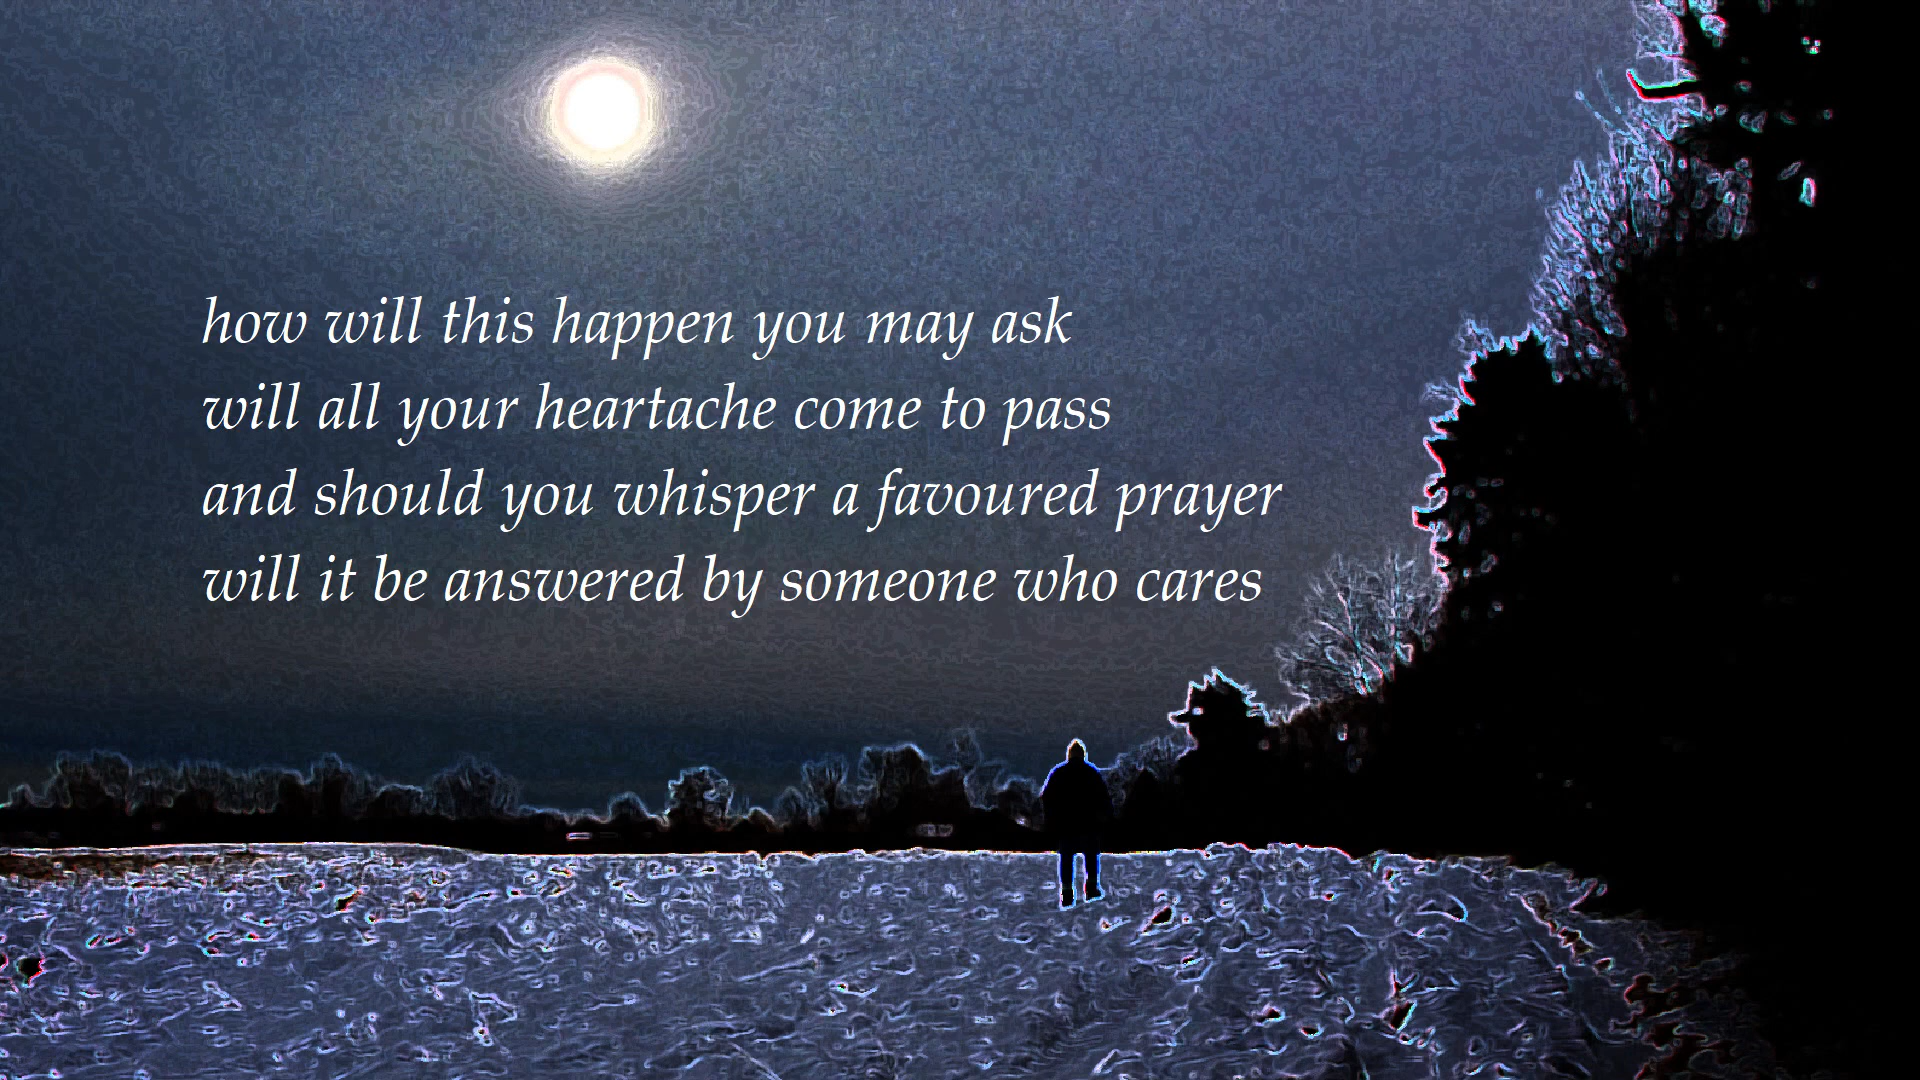 how will this happen you may ask
will all your heartache come to pass
and should you whisper a favoured prayer
will it be answered by someone who cares